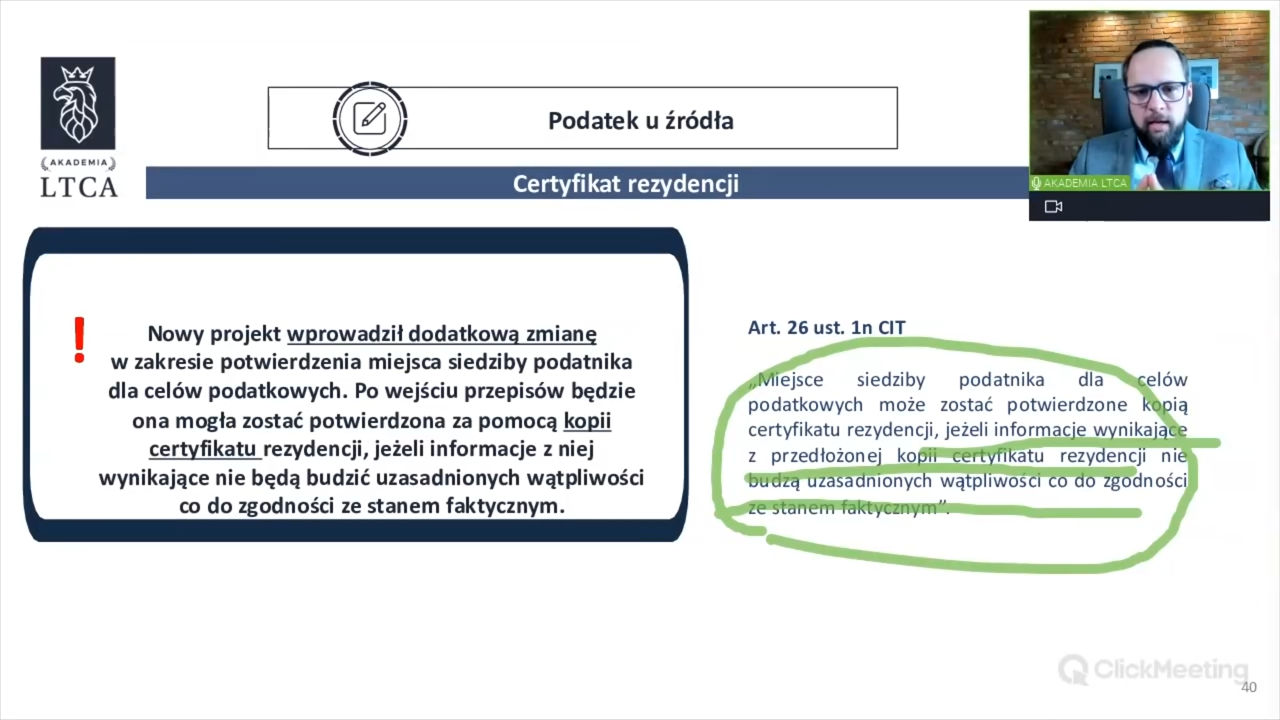 AKADEMIA
LTCA
Podatek u źródła
Certyfikat rezydencji
AKADEMIA LTCA
!
Nowy projekt wprowadził dodatkową zmianę
w zakresie potwierdzenia miejsca siedziby podatnika
dla celów podatkowych. Po wejściu przepisów będzie
ona mogła zostać potwierdzona za pomocą kopii
certyfikatu rezydencji, jeżeli informacje z niej
wynikające nie będą budzić uzasadnionych wątpliwości
co do zgodności ze stanem faktycznym.
Art. 26 ust. 1n CIT
„Miejsce siedziby podatnika dla celów
podatkowych może zostać potwierdzone kopią
certyfikatu rezydencji, jeżeli informacje wynikające
z przedłożonej kopii certyfikatu rezydencji nie
budzą uzasadnionych wątpliwości co do zgodności
ze stanem faktycznym”.
ClickMeeting
40